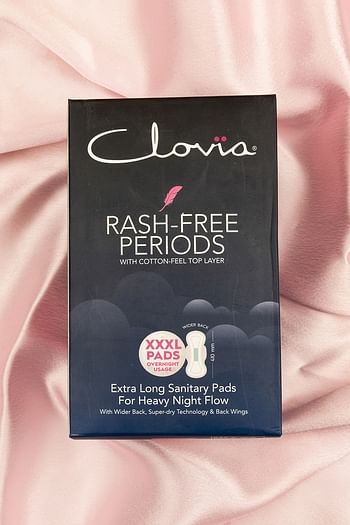 Clovia®
RASH-FREE
PERIODS
WITH COTTON-FEEL TOP LAYER
WIDER BACK
XXXL
PADS
OVERNIGHT
USAGE
Extra Long Sanitary Pads
For Heavy Night Flow
With Wider Back, Super-dry Technology & Back Wings